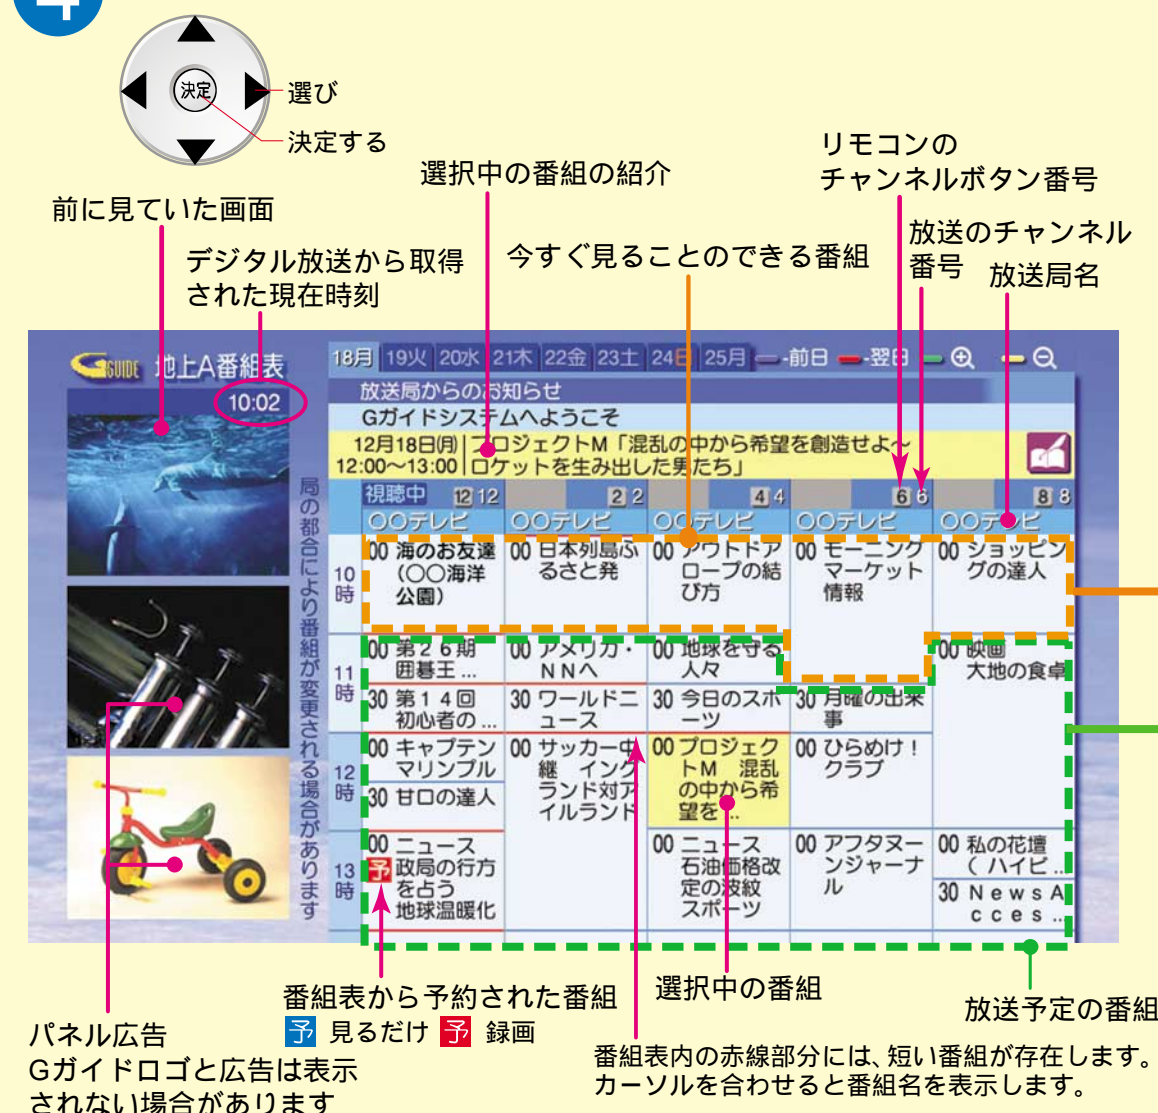 4
決定
選び
決定する
リモコンの
チャンネルボタン番号
選択中の番組の紹介
前に見ていた画面
放送のチャンネル
番号
放送局名
デジタル放送から取得
された現在時刻
今すぐ見ることのできる番組
GGUIDE 地上A番組表
10:02
18月 19火 20水 21木 22金 23土 24日 25月 -前日 -翌日
放送局からのお知らせ
Gガイドシステムへようこそ
12月18日(月) プロジェクトM「混乱の中から希望を創造せよ〜
12:00〜13:00 ロケットを生み出した男たち」
局の都合により番組が変更される場合があります
視聴中 12 12 2 2 4 4 6 6 8 8
〇〇テレビ 〇〇テレビ 〇〇テレビ 〇〇テレビ 〇〇テレビ
10
時
00 海のお友達
(〇〇海洋
公園)
00 日本列島ふ
るさと発
00 アウトドア
ロープの結
び方
00 モーニング
マーケット
情報
00 ショッピン
グの達人
11
時
00 第26期
囲碁王...
30 第14回
初心者の...
00 アメリカ・
NNへ
30 ワールドニ
ュース
00 地球を守る
人々
30 今日のスポ
ーツ
30 月曜の出来
事
00 映画
大地の食卓
12
時
00 キャプテン
マリンプル
30 甘口の達人
00 サッカー中
継 イング
ランド対ア
イルランド
00 プロジェク
トM 混乱
の中から希
望を...
00 ひらめけ!
クラブ
13
時
00 ニュース
予 政局の行方
を占う
地球温暖化
00 ニュース
石油価格改
定の波紋
スポーツ
00 アフタヌー
ンジャーナ
ル
00 私の花壇
(ハイビ...
30 News A
cces...
番組表から予約された番組
予 見るだけ 予 録画
選択中の番組
放送予定の番組
パネル広告
Gガイドロゴと広告は表示
されない場合があります
番組表内の赤線部分には、短い番組が存在します。
カーソルを合わせると番組名を表示します。